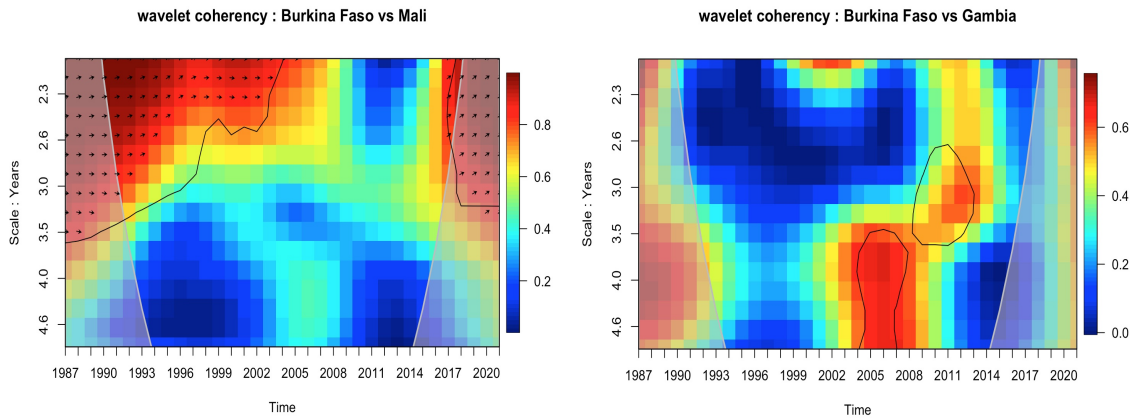 wavelet coherency : Burkina Faso vs Mali
Scale : Years
2.3
2.6
3.0
3.5
4.0
4.6
0.8
0.6
0.4
0.2
1987 1990 1993 1996 1999 2002 2005 2008 2011 2014 2017 2020
Time
wavelet coherency : Burkina Faso vs Gambia
Scale : Years
2.3
2.6
3.0
3.5
4.0
4.6
0.6
0.4
0.2
0.0
1987 1990 1993 1996 1999 2002 2005 2008 2011 2014 2017 2020
Time